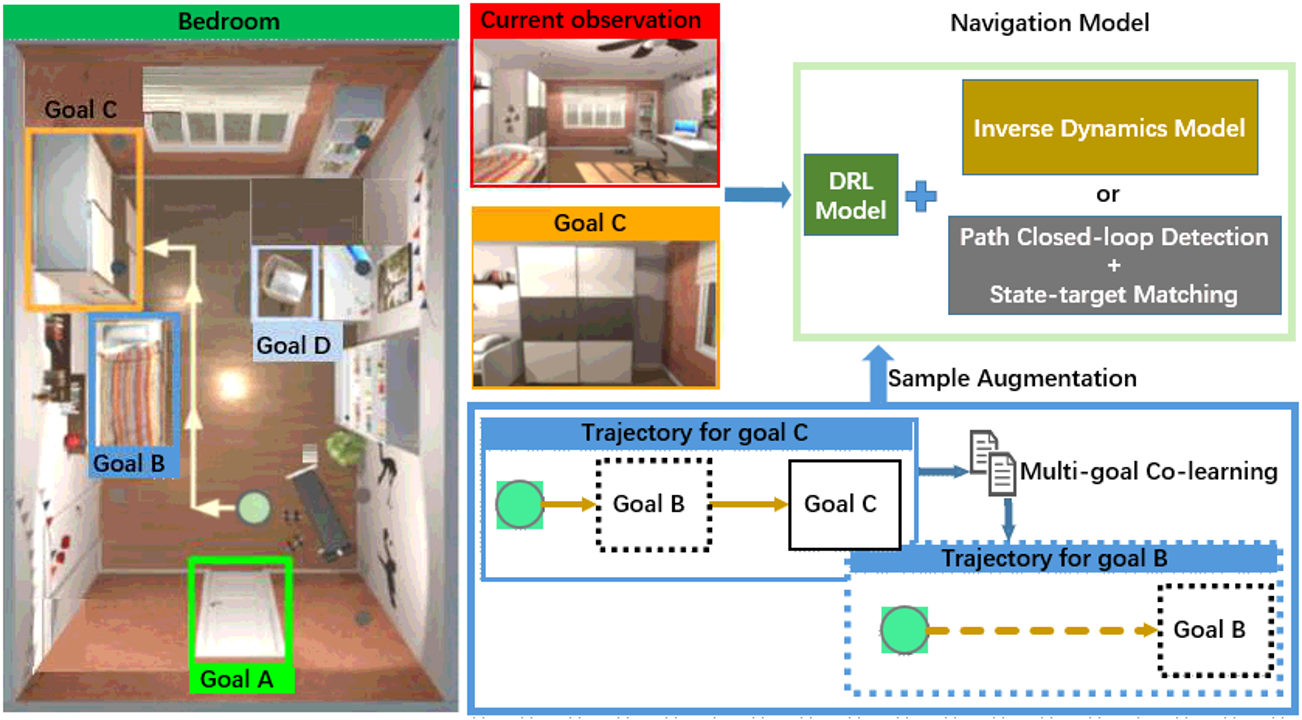 Bedroom
Goal C
Goal D
Goal B
Goal A
Current observation
Goal C
Navigation Model
DRL
Model
Inverse Dynamics Model
or
Path Closed-loop Detection
+
State-target Matching
Sample Augmentation
Trajectory for goal C
Goal B
Goal C
Multi-goal Co-learning
Trajectory for goal B
Goal B